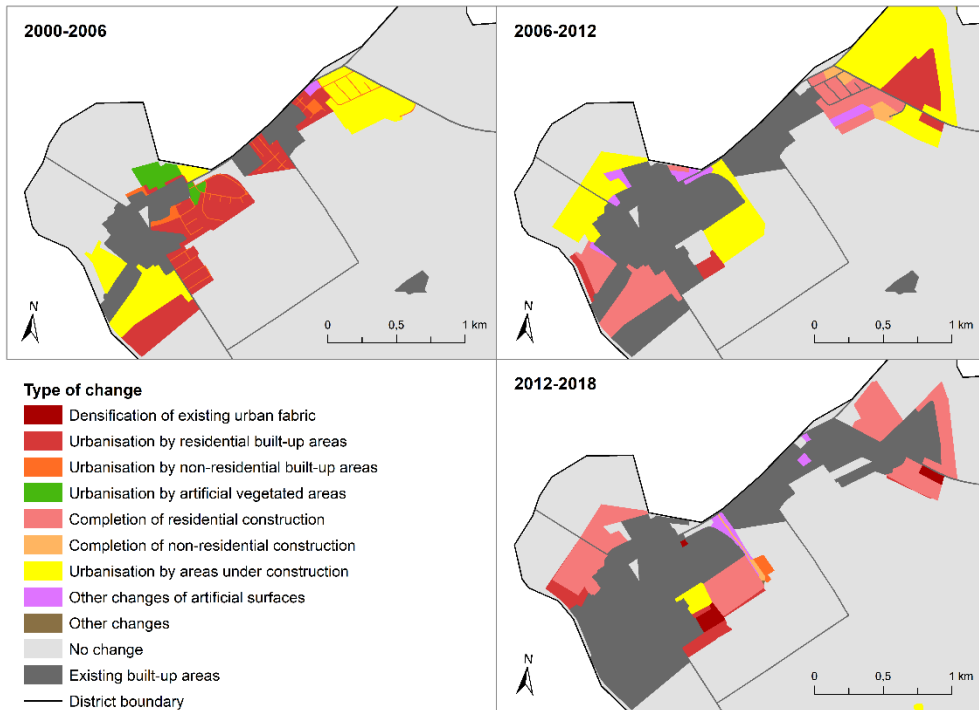 2000-2006
N
0 0,5 1 km
2006-2012
N
0 0,5 1 km
Type of change
Densification of existing urban fabric
Urbanisation by residential built-up areas
Urbanisation by non-residential built-up areas
Urbanisation by artificial vegetated areas
Completion of residential construction
Completion of non-residential construction
Urbanisation by areas under construction
Other changes of artificial surfaces
Other changes
No change
Existing built-up areas
District boundary
2012-2018
N
0 0,5 1 km